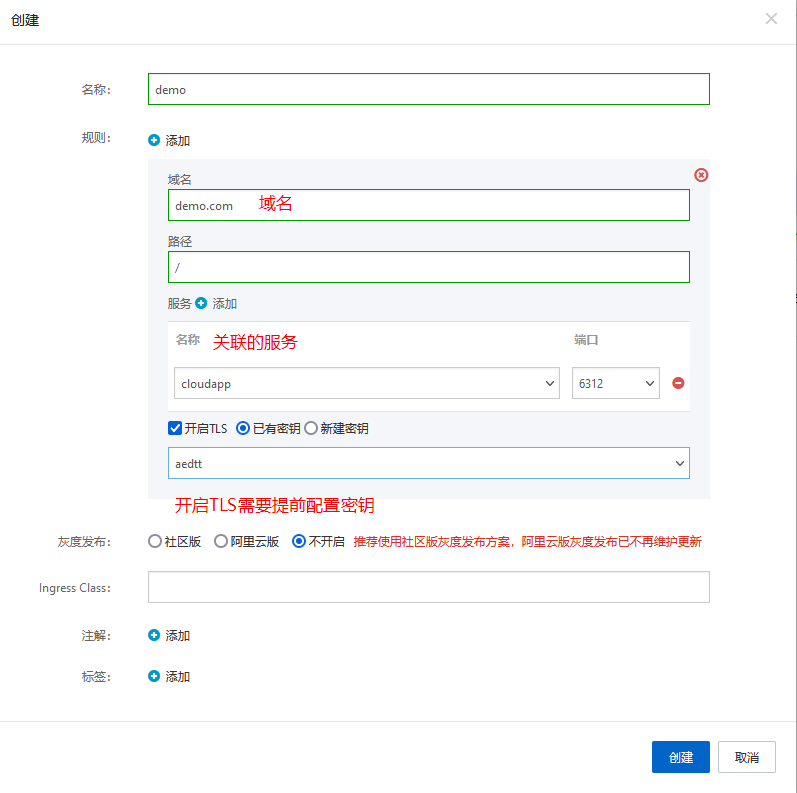 创建
名称: demo
规则: 添加
域名
demo.com 域名
路径
/
服务 添加
名称 关联的服务 端口
cloudapp 6312
开启TLS 已有密钥 新建密钥
aedtt
开启TLS需要提前配置密钥
灰度发布: 社区版 阿里云版 不开启 推荐使用社区版灰度发布方案，阿里云版灰度发布已不再维护更新
Ingress Class:
注解: 添加
标签: 添加
创建 取消